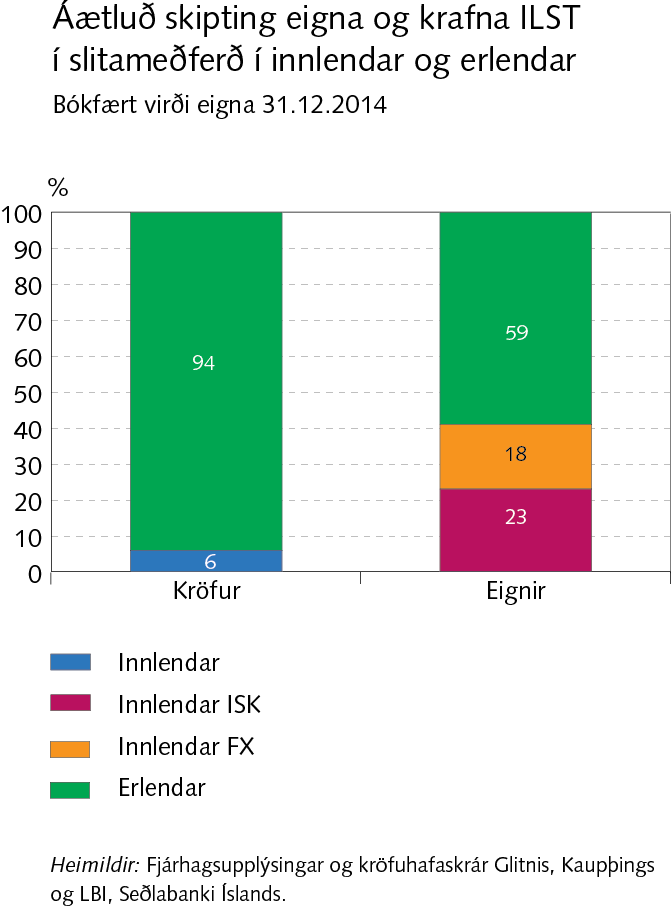 Áætluð skipting eigna og krafna ILST
í slitameðferð í innlendar og erlendar
Bókfært virði eigna 31.12.2014
%
100
90
80
70
60
50
40
30
20
10
0
94
6
59
18
23
Kröfur
Eignir
Innlendar
Innlendar ISK
Innlendar FX
Erlendar
Heimildir: Fjárhagsupplýsingar og kröfuhafaskrár Glitnis, Kaupþings
og LBI, Seðlabanki Íslands.